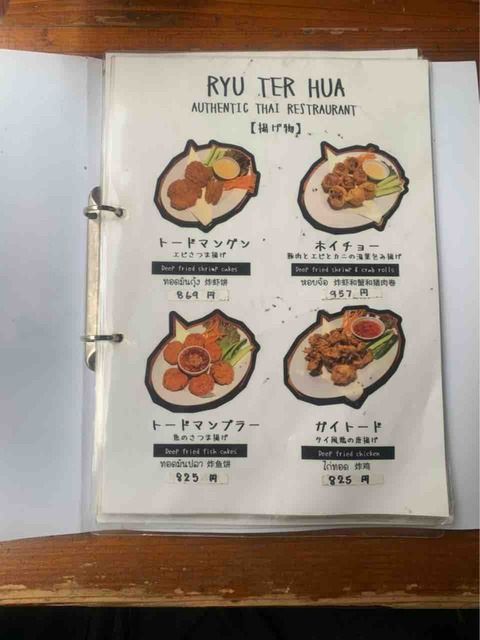 RYU TER HUA
AUTHENTIC THAI RESTRAURANT
【揚げ物】
トードマングン
エビさつま揚げ
Deep fried shrimp cakes
ทอดมันกุ้ง 炸虾饼
869 円
ホイチョー
豚肉とエビとカニの湯葉包み揚げ
Deep fried shrimp & crab rolls
หอยจ๊อ 炸虾和蟹和猪肉卷
957 円
トードマンプラー
魚のさつま揚げ
Deep fried fish cakes
ทอดมันปลา 炸鱼饼
825 円
ガイトード
タイ風鶏の唐揚げ
Deep fried chicken
ไก่ทอด 炸鸡
825 円